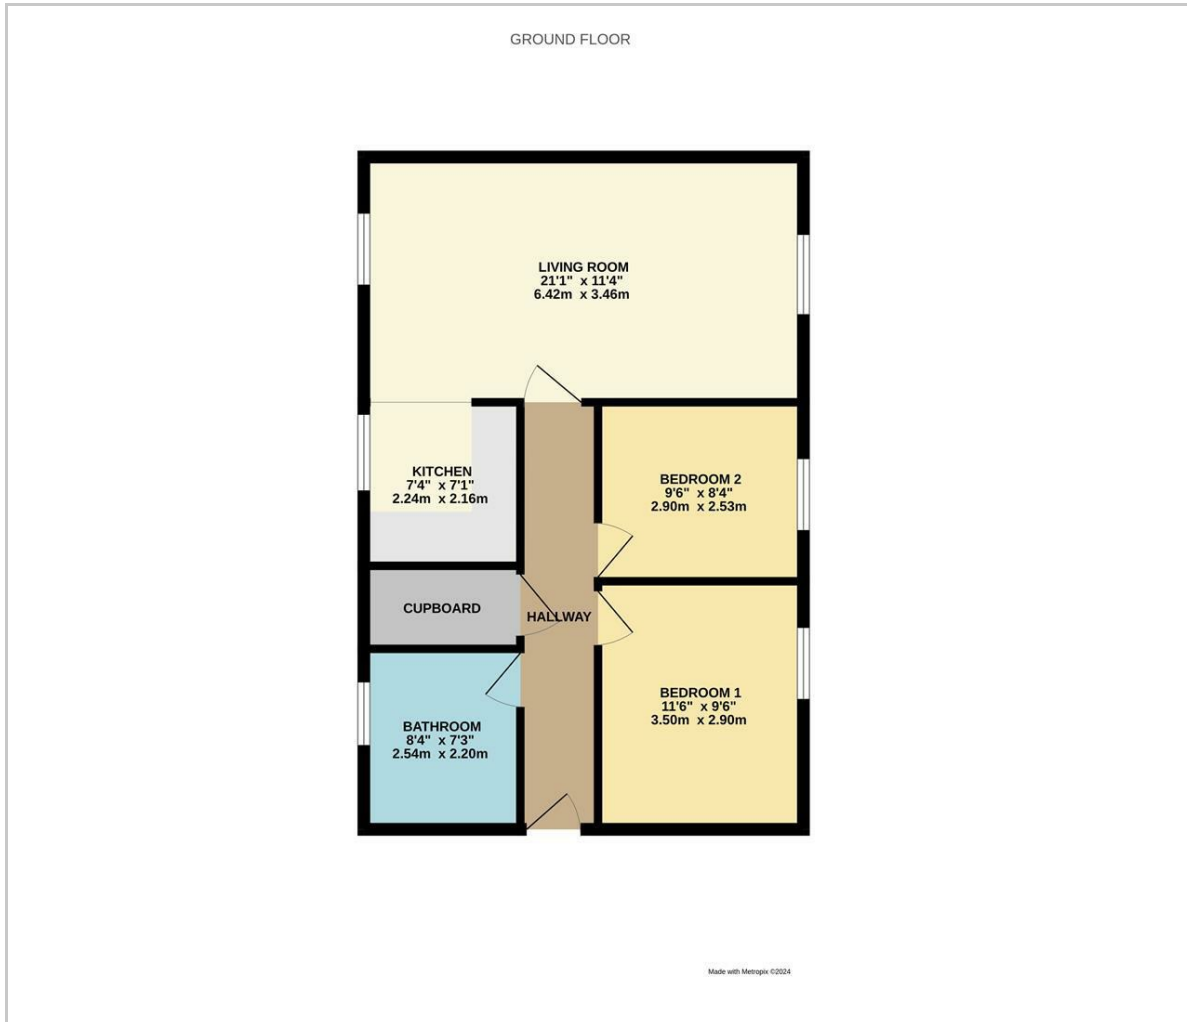 GROUND FLOOR
LIVING ROOM
21'1" x 11'4"
6.42m x 3.46m
KITCHEN
7'4" x 7'1"
2.24m x 2.16m
BEDROOM 2
9'6" x 8'4"
2.90m x 2.53m
CUPBOARD
HALLWAY
BEDROOM 1
11'6" x 9'6"
3.50m x 2.90m
BATHROOM
8'4" x 7'3"
2.54m x 2.20m
Made with Metropix ©2024